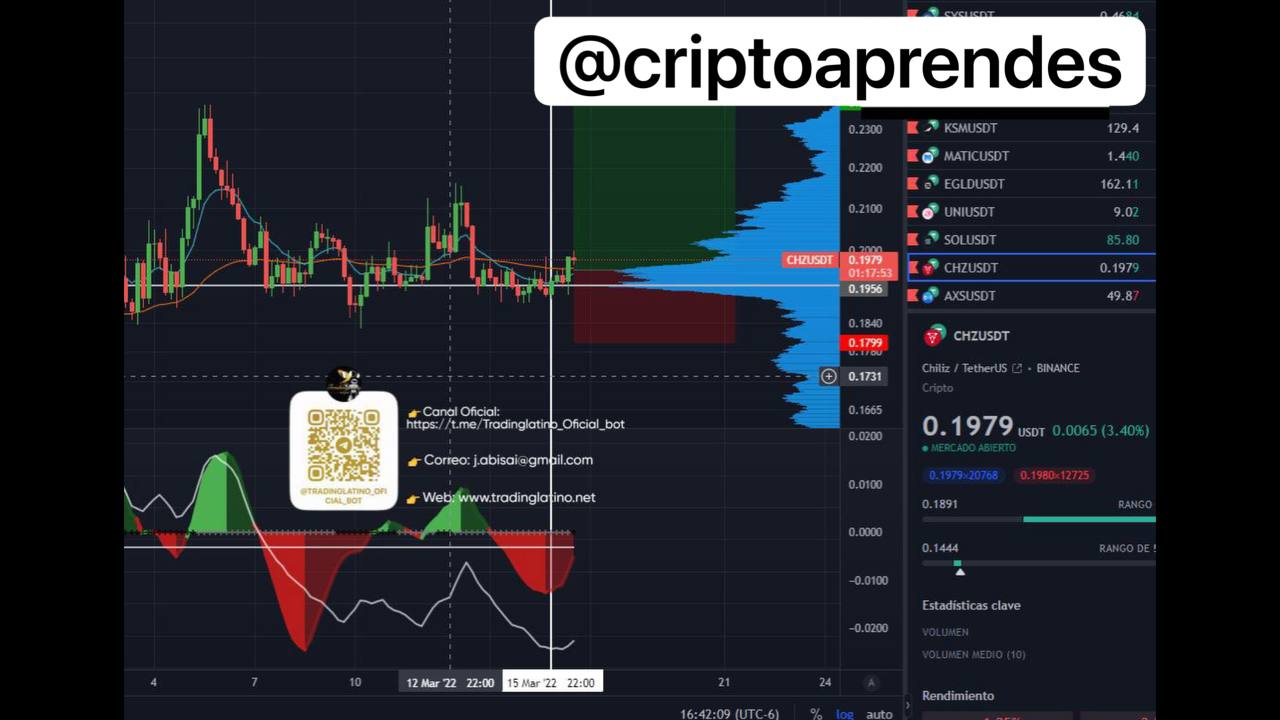 SYSUSDT 0.4684
@criptoaprendes
0.2300
KSMUSDT 129.4
MATICUSDT 1.440
0.2200
EGLDUSDT 162.11
0.2100
UNIUSDT 9.02
SOLUSDT 85.80
0.2000
CHZUSDT 0.1979
01:17:53
CHZUSDT 0.1979
0.1956
AXSUSDT 49.87
0.1840
0.1799
0.1780
0.1731
0.1665
CHZUSDT
Chiliz / TetherUS • BINANCE
Cripto
0.1979 USDT 0.0065 (3.40%)
MERCADO ABIERTO
0.1979×20768 0.1980×12725
0.1891 RANGO
0.1444 RANGO DE 5
Estadísticas clave
VOLUMEN
VOLUMEN MEDIO (10)
Rendimiento
@TRADINGLATINO_OFI
CIAL_BOT
Canal Oficial:
https://t.me/Tradinglatino_Oficial_bot
Correo: j.abisai@gmail.com
Web: www.tradinglatino.net
0.0200
0.0100
0.0000
−0.0100
−0.0200
4 7 10 12 Mar '22 22:00 15 Mar '22 22:00 21 24 A
16:42:09 (UTC-6) % log auto